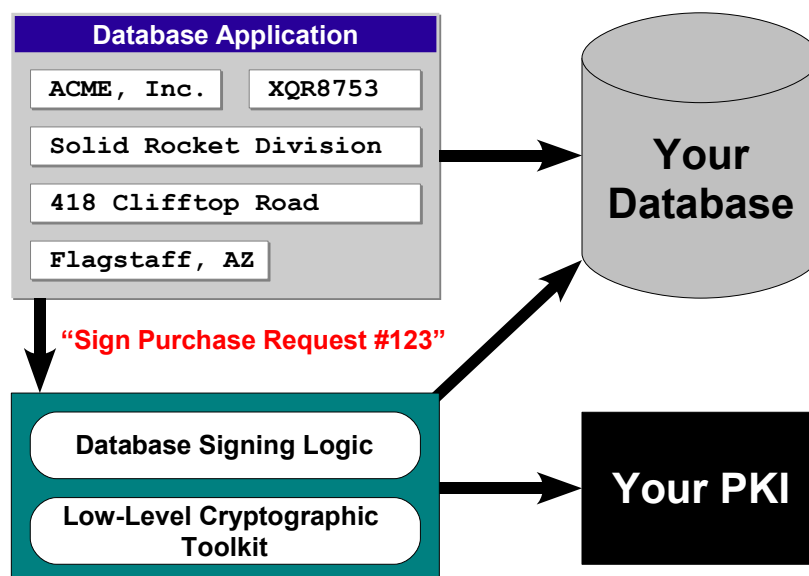 Database Application
ACME, Inc.
XQR8753
Solid Rocket Division
418 Clifftop Road
Flagstaff, AZ
Your
Database
“Sign Purchase Request #123”
Database Signing Logic
Low-Level Cryptographic
Toolkit
Your PKI